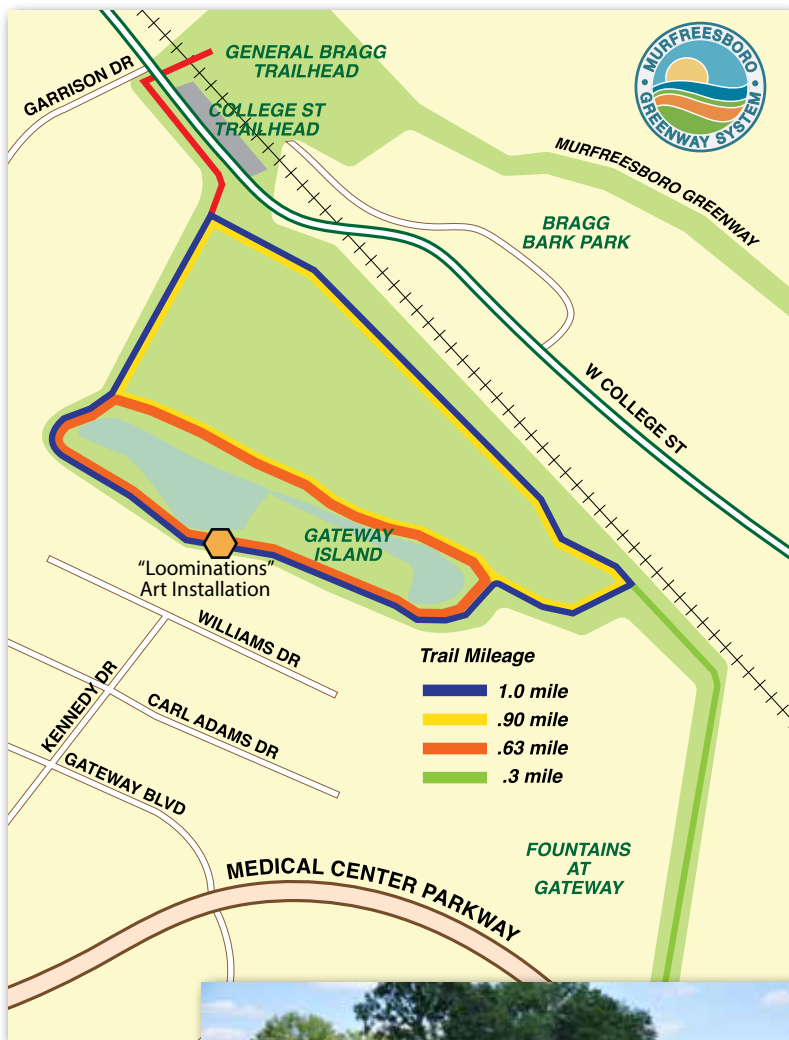 GENERAL BRAGG
TRAILHEAD
MURFREESBORO
GREENWAY SYSTEM
GARRISON DR
COLLEGE ST
TRAILHEAD
MURFREESBORO GREENWAY
BRAGG
BARK PARK
W COLLEGE ST
GATEWAY
ISLAND
“Loominations”
Art Installation
WILLIAMS DR
Trail Mileage
1.0 mile
.90 mile
.63 mile
.3 mile
KENNEDY DR
CARL ADAMS DR
GATEWAY BLVD
FOUNTAINS
AT
GATEWAY
MEDICAL CENTER PARKWAY